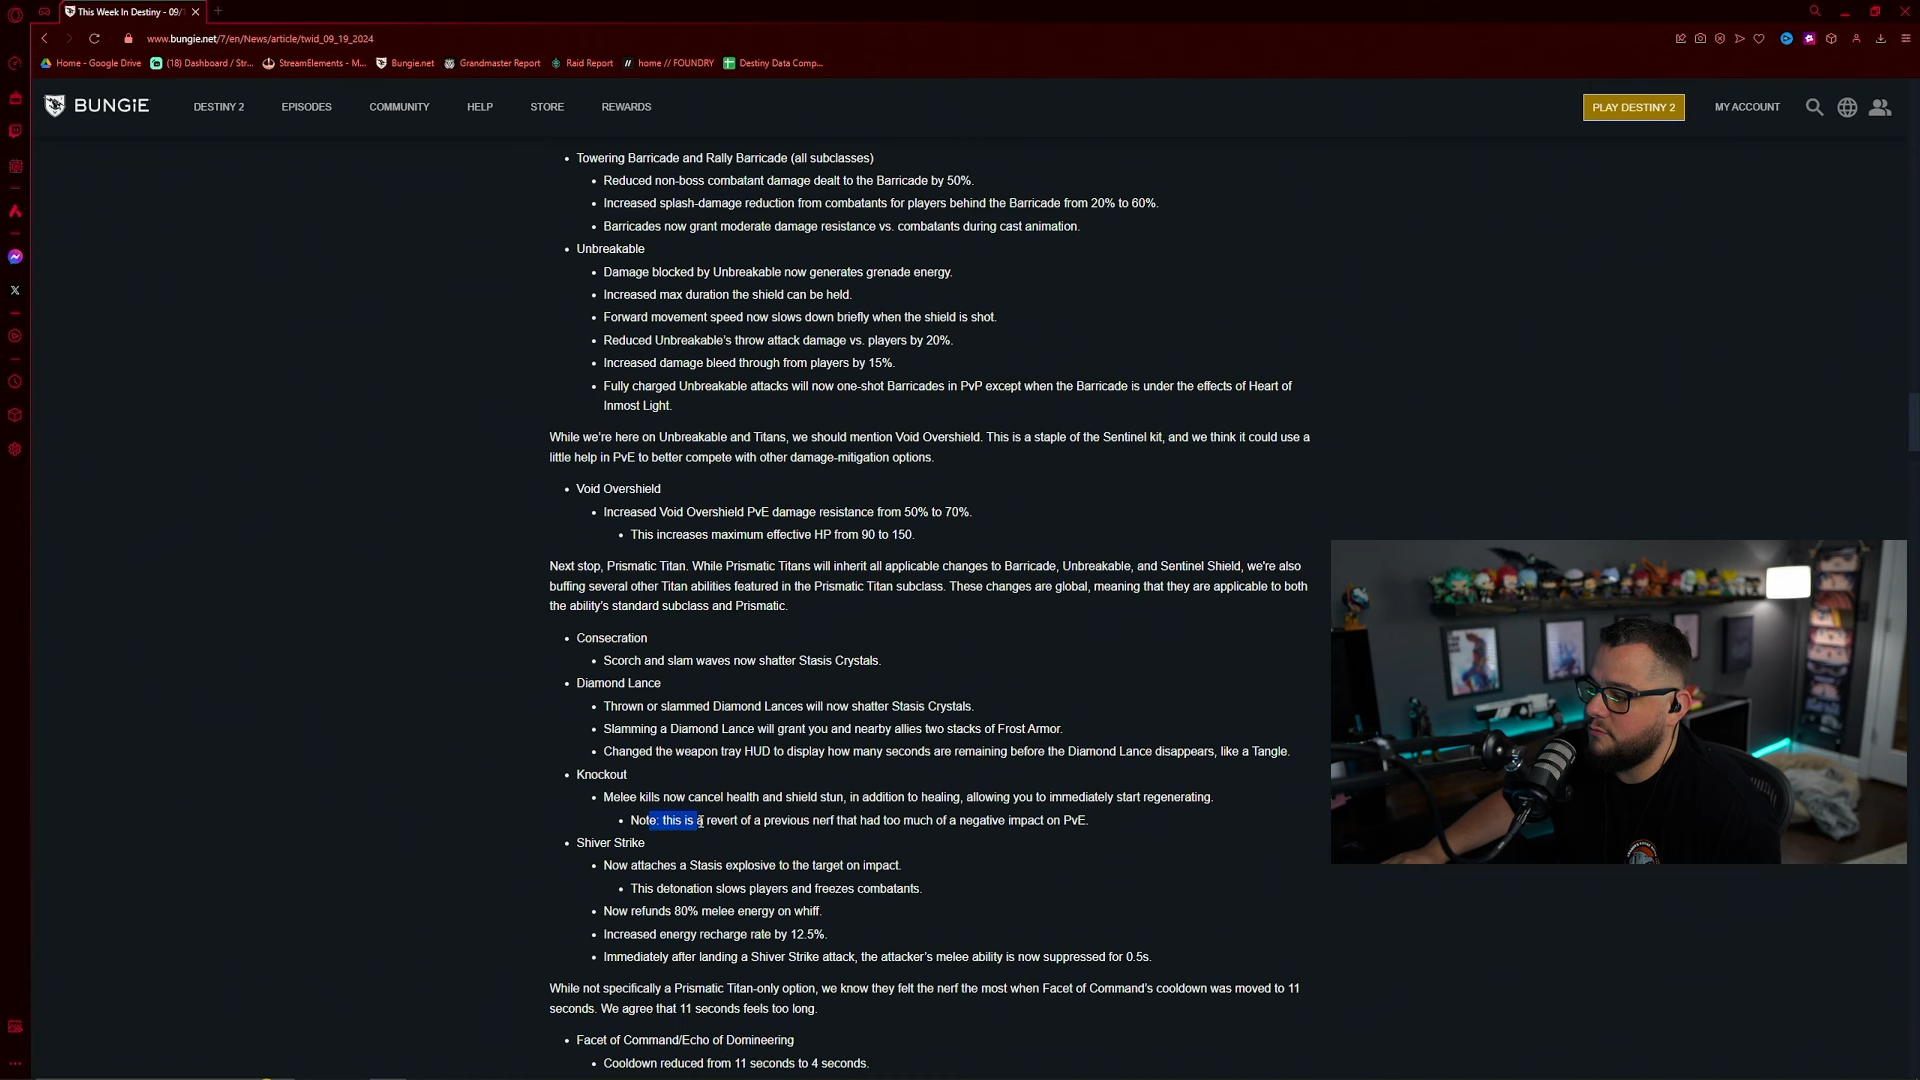 This Week In Destiny - 09/1
www.bungie.net/7/en/News/article/twid_09_19_2024
Home - Google Drive
(18) Dashboard / Str...
StreamElements - M...
Bungie.net
Grandmaster Report
Raid Report
home // FOUNDRY
Destiny Data Comp...
BUNGiE
DESTINY 2
EPISODES
COMMUNITY
HELP
STORE
REWARDS
PLAY DESTINY 2
MY ACCOUNT
Towering Barricade and Rally Barricade (all subclasses)
Reduced non-boss combatant damage dealt to the Barricade by 50%.
Increased splash-damage reduction from combatants for players behind the Barricade from 20% to 60%.
Barricades now grant moderate damage resistance vs. combatants during cast animation.
Unbreakable
Damage blocked by Unbreakable now generates grenade energy.
Increased max duration the shield can be held.
Forward movement speed now slows down briefly when the shield is shot.
Reduced Unbreakable's throw attack damage vs. players by 20%.
Increased damage bleed through from players by 15%.
Fully charged Unbreakable attacks will now one-shot Barricades in PvP except when the Barricade is under the effects of Heart of
Inmost Light.
While we're here on Unbreakable and Titans, we should mention Void Overshield. This is a staple of the Sentinel kit, and we think it could use a
little help in PvE to better compete with other damage-mitigation options.
Void Overshield
Increased Void Overshield PvE damage resistance from 50% to 70%.
This increases maximum effective HP from 90 to 150.
Next stop, Prismatic Titan. While Prismatic Titans will inherit all applicable changes to Barricade, Unbreakable, and Sentinel Shield, we're also
buffing several other Titan abilities featured in the Prismatic Titan subclass. These changes are global, meaning that they are applicable to both
the ability's standard subclass and Prismatic.
Consecration
Scorch and slam waves now shatter Stasis Crystals.
Diamond Lance
Thrown or slammed Diamond Lances will now shatter Stasis Crystals.
Slamming a Diamond Lance will grant you and nearby allies two stacks of Frost Armor.
Changed the weapon tray HUD to display how many seconds are remaining before the Diamond Lance disappears, like a Tangle.
Knockout
Melee kills now cancel health and shield stun, in addition to healing, allowing you to immediately start regenerating.
Note: this is a revert of a previous nerf that had too much of a negative impact on PvE.
Shiver Strike
Now attaches a Stasis explosive to the target on impact.
This detonation slows players and freezes combatants.
Now refunds 80% melee energy on whiff.
Increased energy recharge rate by 12.5%.
Immediately after landing a Shiver Strike attack, the attacker's melee ability is now suppressed for 0.5s.
While not specifically a Prismatic Titan-only option, we know they felt the nerf the most when Facet of Command's cooldown was moved to 11
seconds. We agree that 11 seconds feels too long.
Facet of Command/Echo of Domineering
Cooldown reduced from 11 seconds to 4 seconds.